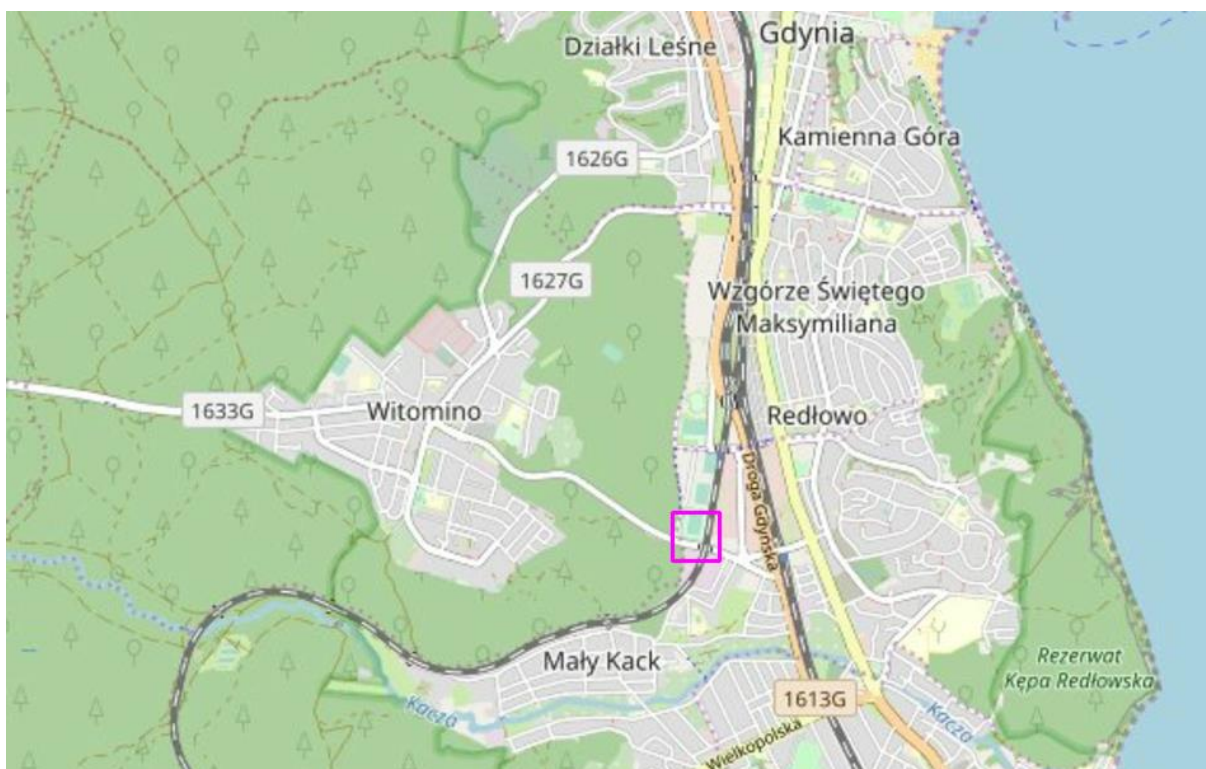 Gdynia
Działki Leśne
Kamienna Góra
1626G
1627G
Wzgórze Świętego
Maksymiliana
1633G
Witomino
Redłowo
Droga Gdyńska
Mały Kack
Rezerwat
Kępa Redłowska
1613G
Kacza
Kacza
Wielkopolska